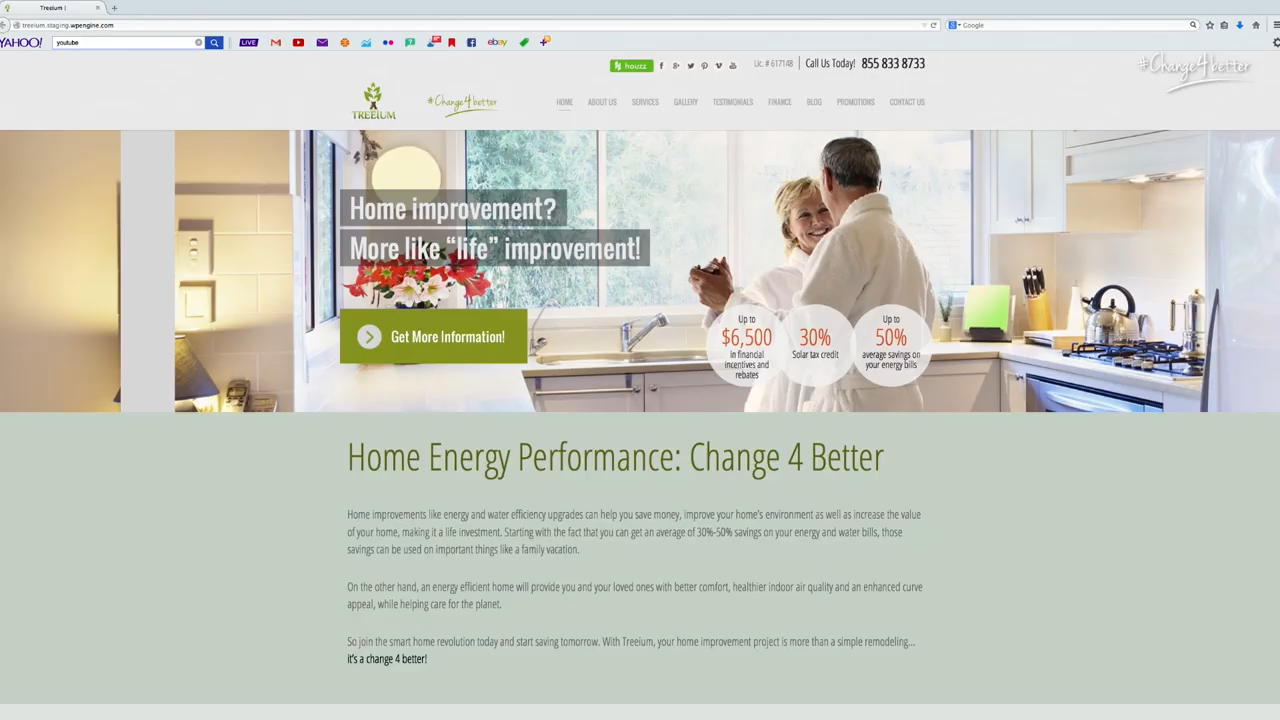 Treeium |
treeium.staging.wpengine.com
Google
YAHOO!
youtube
LIVE
ebay
houzz
Lic. # 617148
Call Us Today! 855 833 8733
#Change4better
TREEIUM
#Change4better
HOME
ABOUT US
SERVICES
GALLERY
TESTIMONIALS
FINANCE
BLOG
PROMOTIONS
CONTACT US
Home improvement?
More like “life” improvement!
Get More Information!
Up to
$6,500
in financial
incentives and
rebates
30%
Solar tax credit
Up to
50%
average savings on
your energy bills
Home Energy Performance: Change 4 Better
Home improvements like energy and water efficiency upgrades can help you save money, improve your home's environment as well as increase the value
of your home, making it a life investment. Starting with the fact that you can get an average of 30%-50% savings on your energy and water bills, those
savings can be used on important things like a family vacation.
On the other hand, an energy efficient home will provide you and your loved ones with better comfort, healthier indoor air quality and an enhanced curve
appeal, while helping care for the planet.
So join the smart home revolution today and start saving tomorrow. With Treeium, your home improvement project is more than a simple remodeling...
it's a change 4 better!